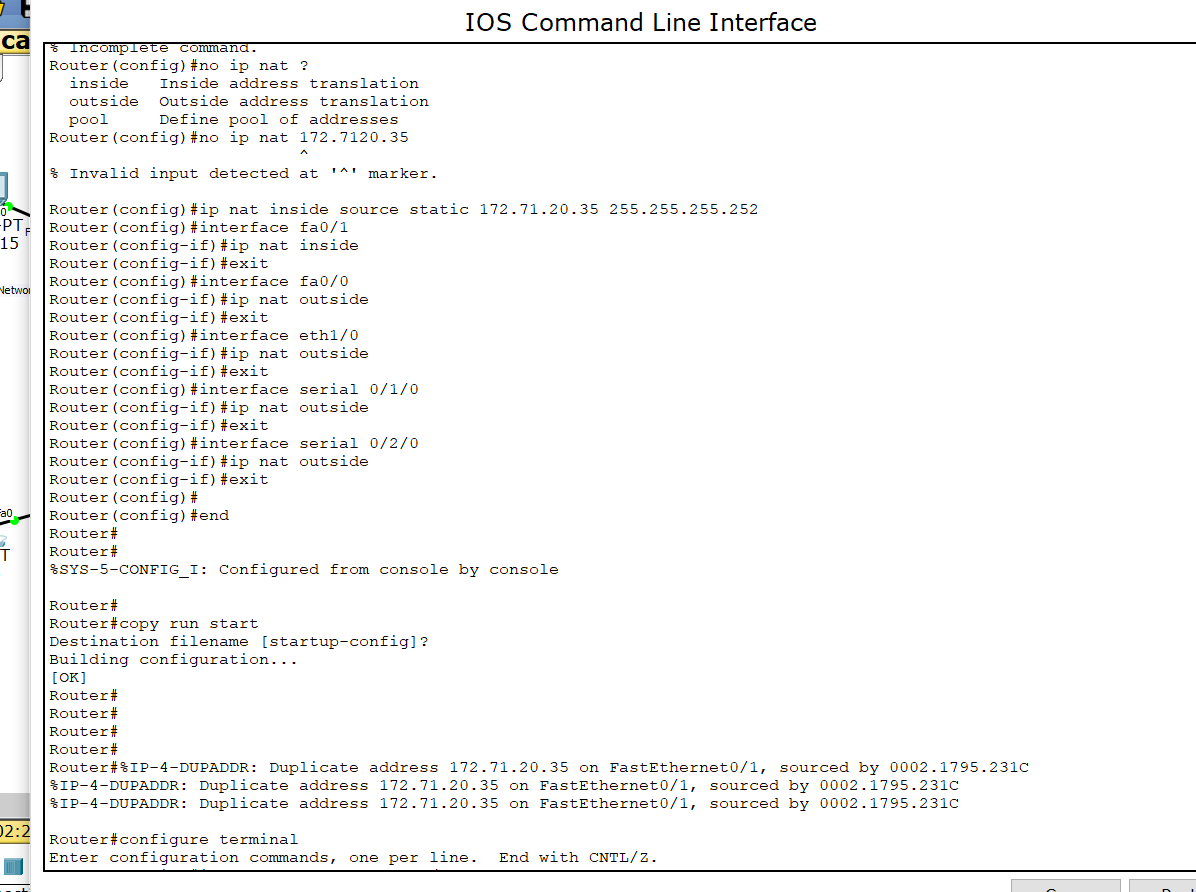 IOS Command Line Interface
ca
% Incomplete command.
Router(config)#no ip nat ?
inside Inside address translation
outside Outside address translation
pool Define pool of addresses
Router(config)#no ip nat 172.7120.35
^
% Invalid input detected at '^' marker.
Router(config)#ip nat inside source static 172.71.20.35 255.255.255.252
Router(config)#interface fa0/1
Router(config-if)#ip nat inside
Router(config-if)#exit
Router(config)#interface fa0/0
Router(config-if)#ip nat outside
Router(config-if)#exit
Router(config)#interface eth1/0
Router(config-if)#ip nat outside
Router(config-if)#exit
Router(config)#interface serial 0/1/0
Router(config-if)#ip nat outside
Router(config-if)#exit
Router(config)#interface serial 0/2/0
Router(config-if)#ip nat outside
Router(config-if)#exit
Router(config)#
Router(config)#end
Router#
Router#
%SYS-5-CONFIG_I: Configured from console by console
Router#
Router#copy run start
Destination filename [startup-config]?
Building configuration...
[OK]
Router#
Router#
Router#
Router#
Router#%IP-4-DUPADDR: Duplicate address 172.71.20.35 on FastEthernet0/1, sourced by 0002.1795.231C
%IP-4-DUPADDR: Duplicate address 172.71.20.35 on FastEthernet0/1, sourced by 0002.1795.231C
%IP-4-DUPADDR: Duplicate address 172.71.20.35 on FastEthernet0/1, sourced by 0002.1795.231C
Router#configure terminal
Enter configuration commands, one per line. End with CNTL/Z.
-PT
15
Networ
Fa0
T
02:2